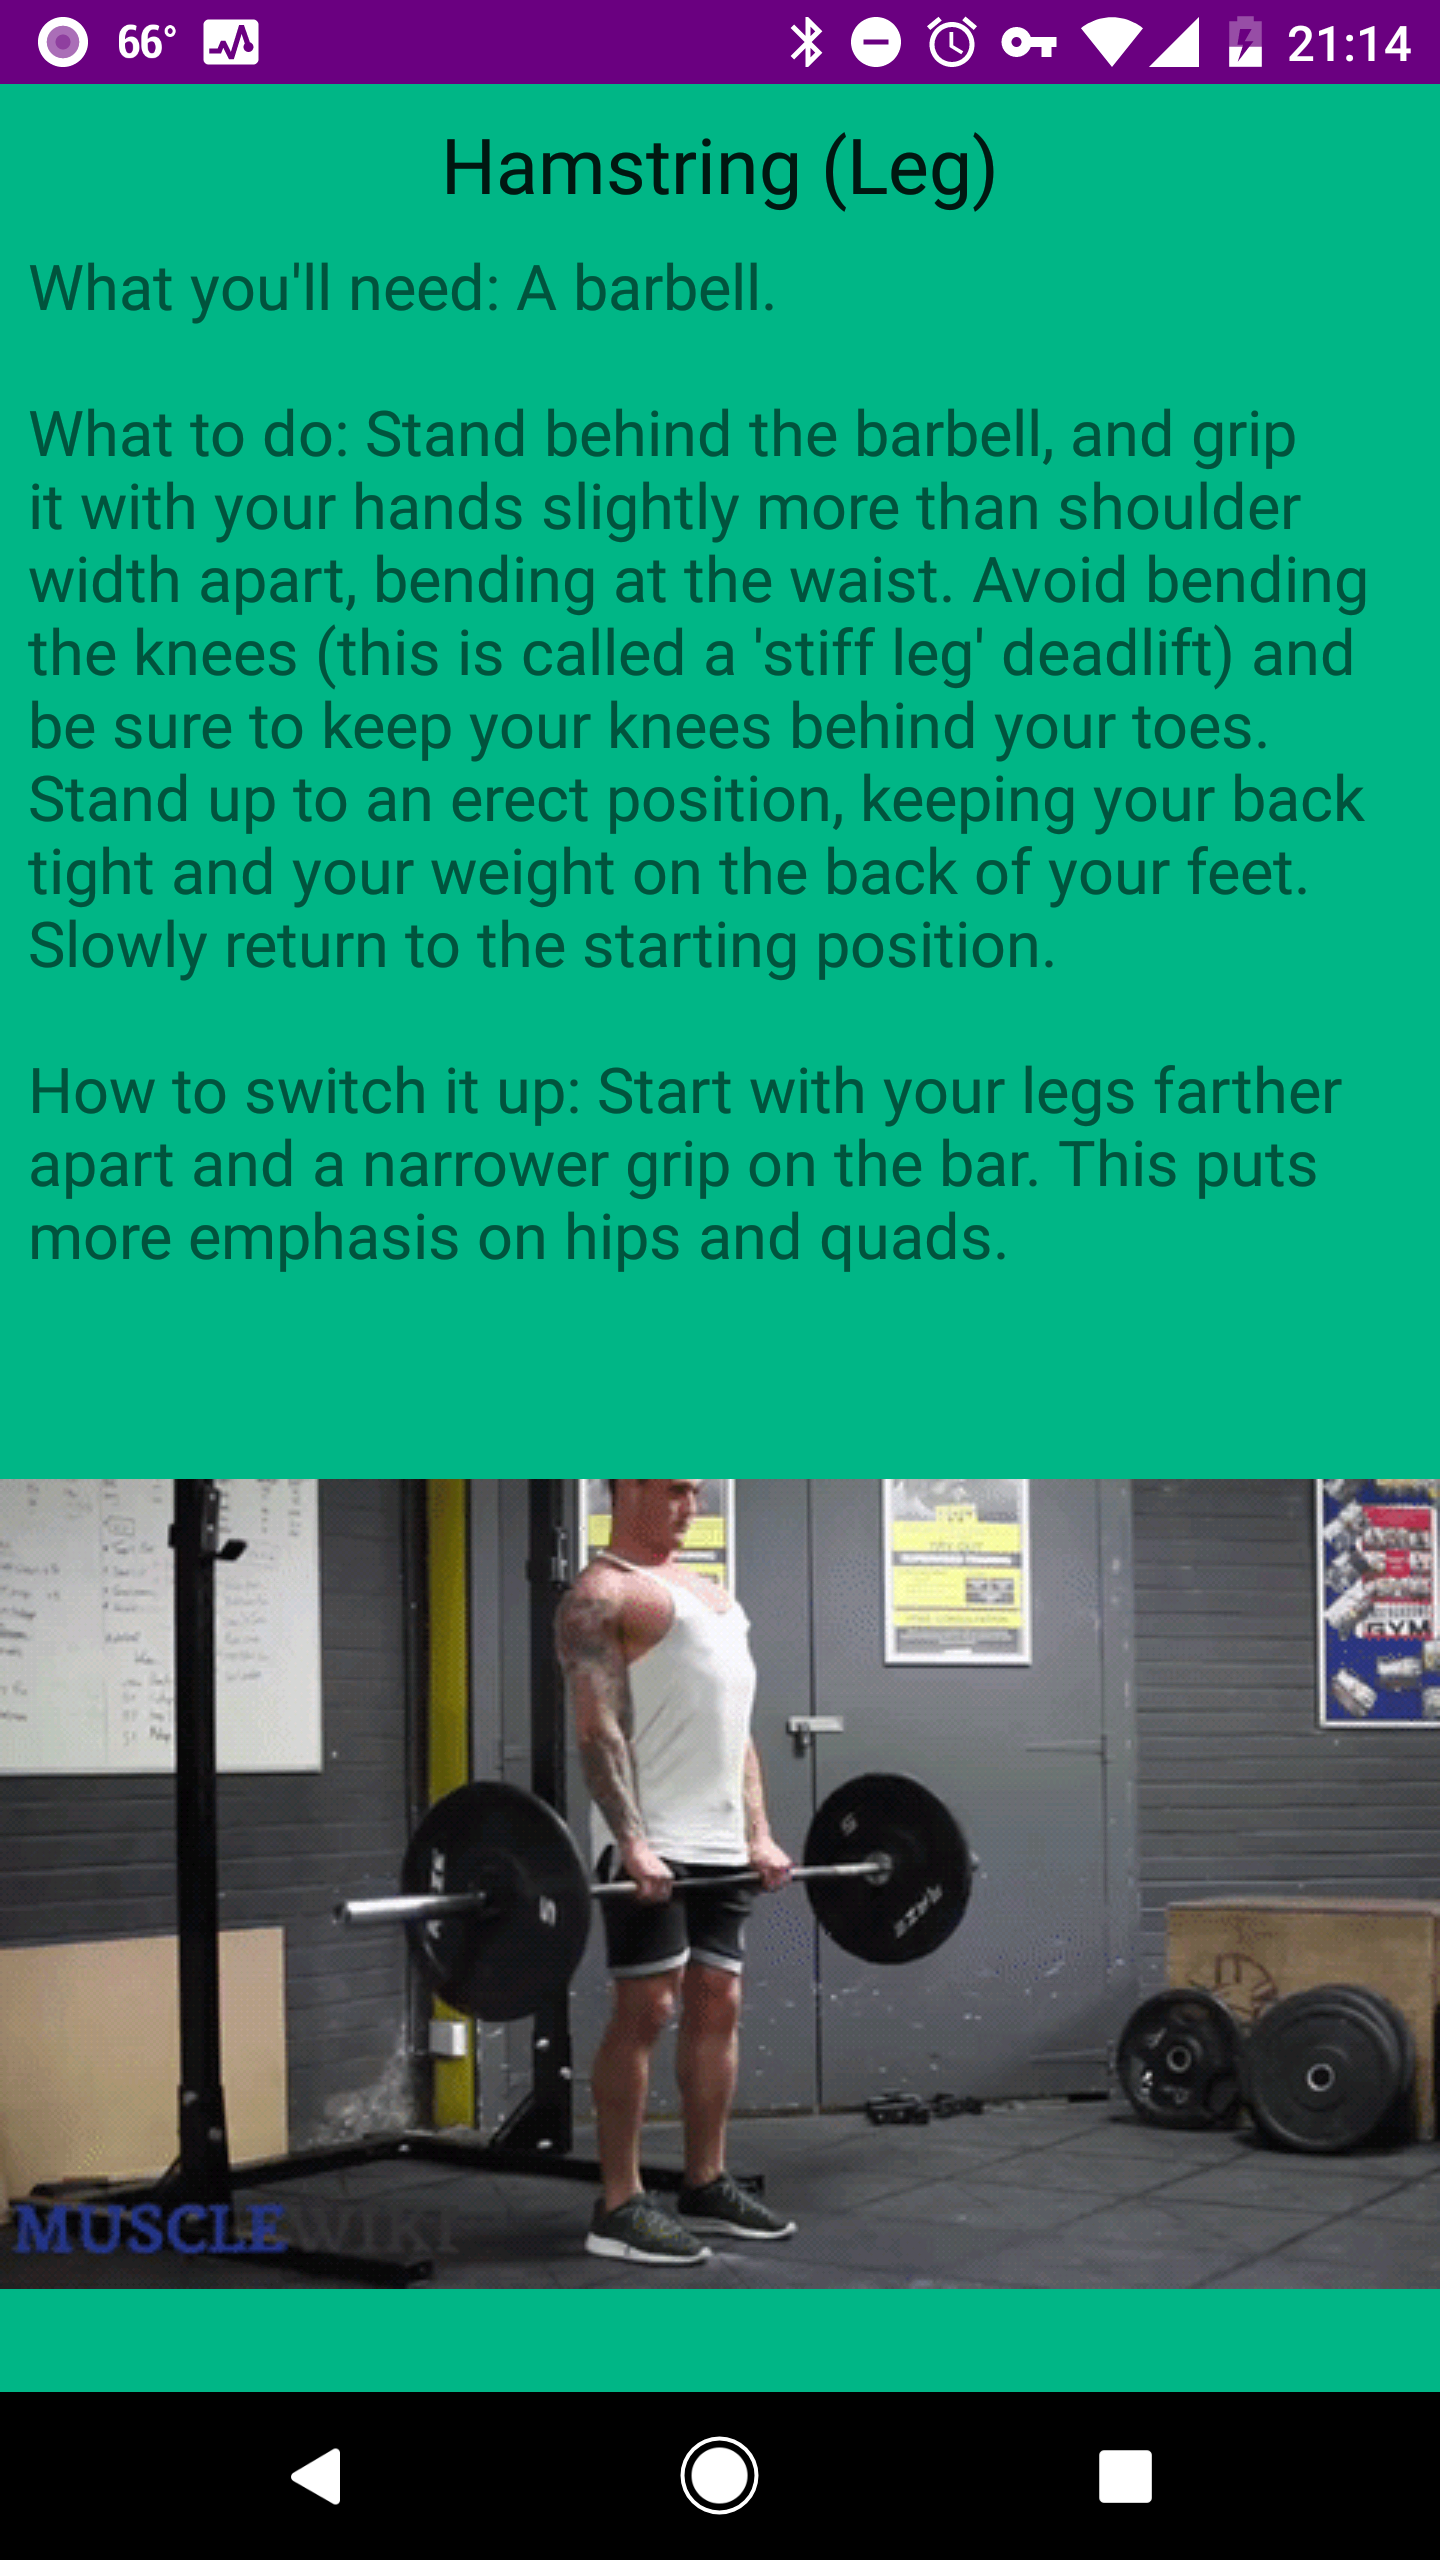 66°
21:14
Hamstring (Leg)
What you'll need: A barbell.
What to do: Stand behind the barbell, and grip
it with your hands slightly more than shoulder
width apart, bending at the waist. Avoid bending
the knees (this is called a 'stiff leg' deadlift) and
be sure to keep your knees behind your toes.
Stand up to an erect position, keeping your back
tight and your weight on the back of your feet.
Slowly return to the starting position.
How to switch it up: Start with your legs farther
apart and a narrower grip on the bar. This puts
more emphasis on hips and quads.
GYM
MUSCLEWIKI